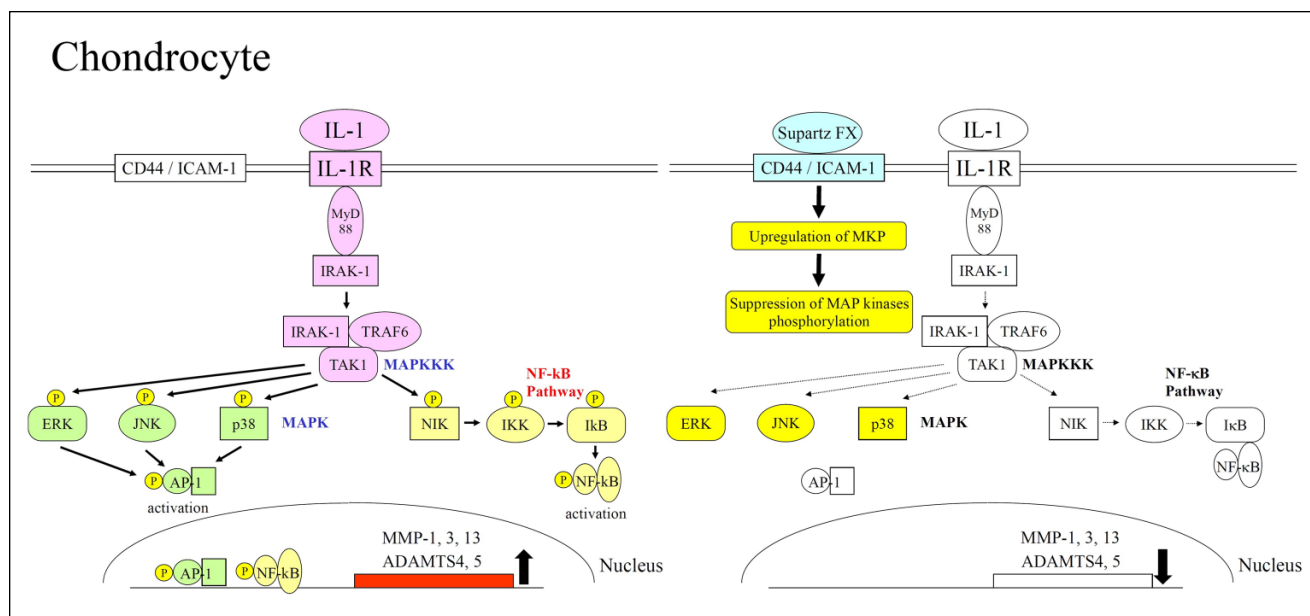 Chondrocyte
IL-1
CD44 / ICAM-1
IL-1R
MyD
88
IRAK-1
IRAK-1
TRAF6
TAK1
MAPKKK
NF-kB
Pathway
P
P
P
P
P
P
ERK
JNK
p38
MAPK
NIK
IKK
IkB
P
AP-1
activation
P
NF-kB
activation
MMP-1, 3, 13
ADAMTS4, 5
P
AP-1
P
NF-kB
Nucleus
Supartz FX
IL-1
CD44 / ICAM-1
IL-1R
MyD
88
Upregulation of MKP
IRAK-1
Suppression of MAP kinases
phosphorylation
IRAK-1
TRAF6
TAK1
MAPKKK
NF-κB
Pathway
ERK
JNK
p38
MAPK
NIK
IKK
IκB
NF-κB
AP-1
MMP-1, 3, 13
ADAMTS4, 5
Nucleus